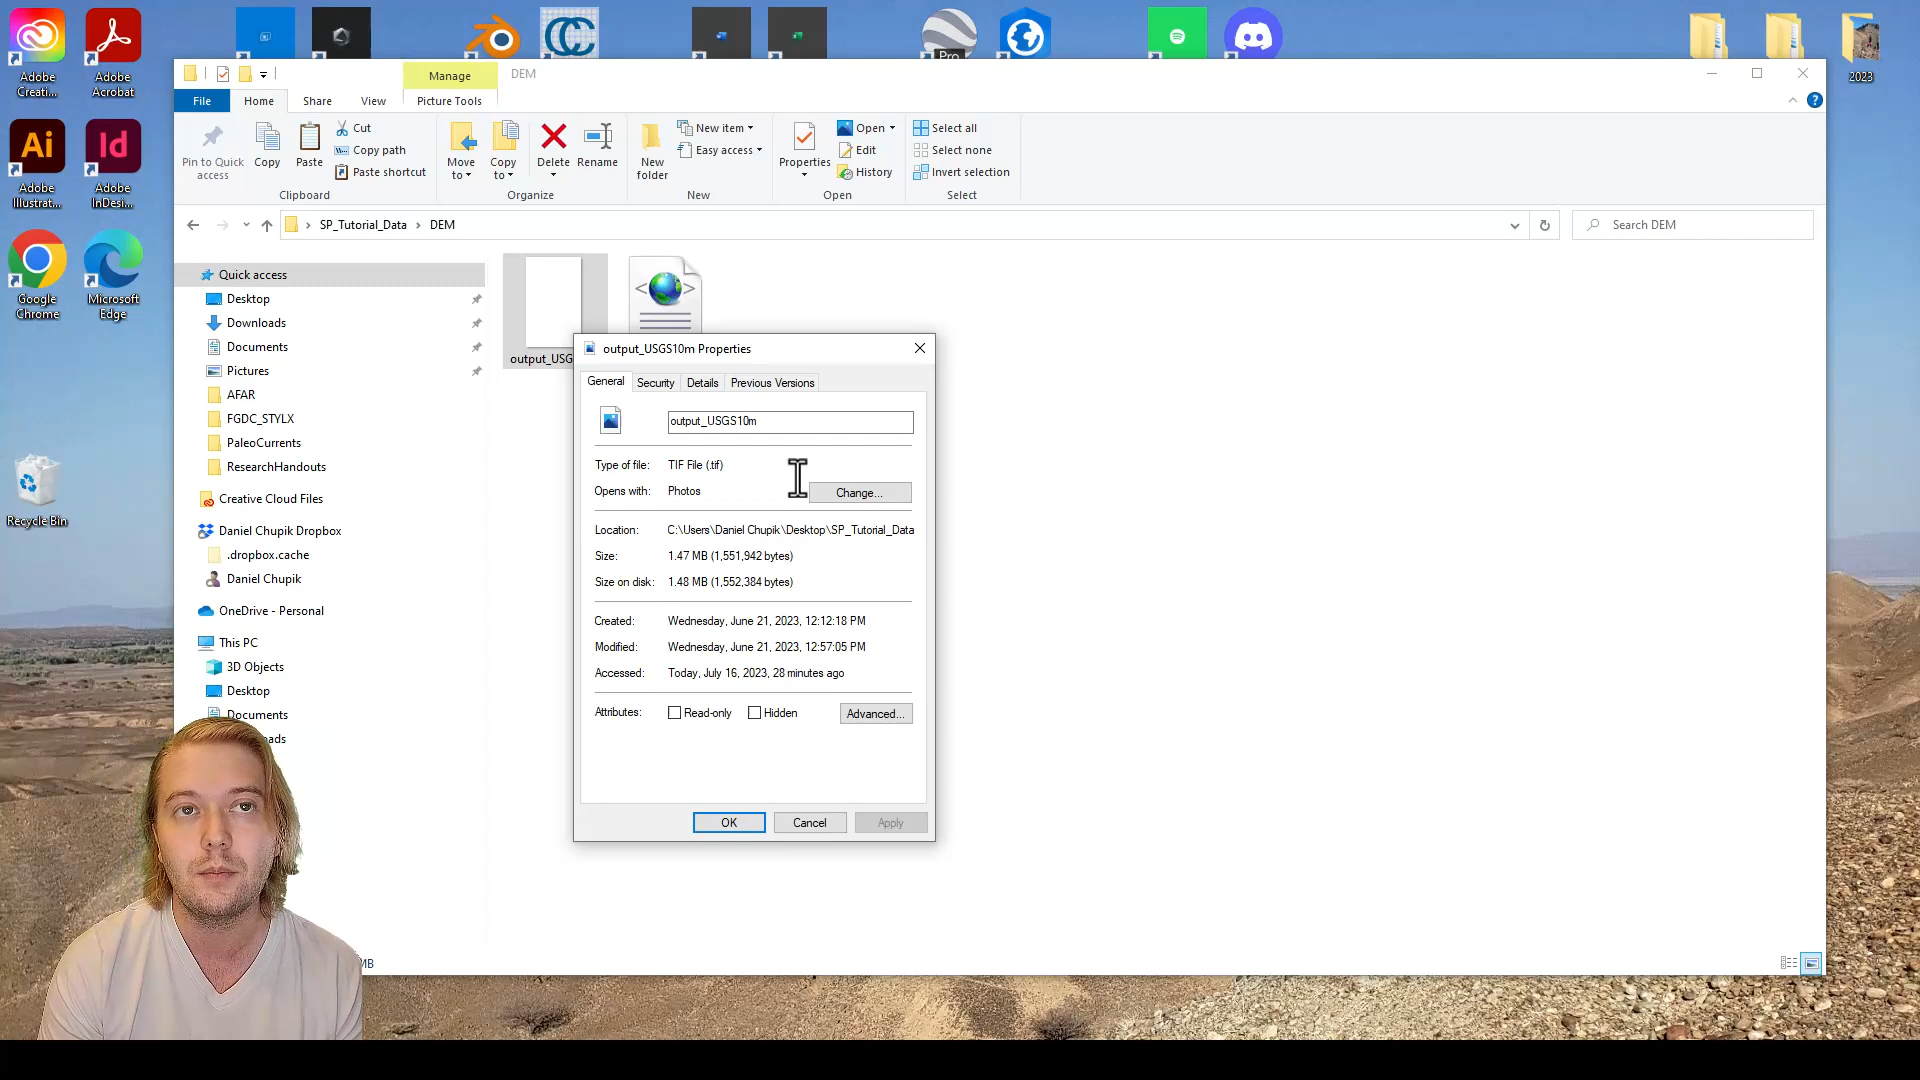 Adobe Creati...
Adobe Acrobat
Pro
2023
Manage
DEM
File
Home
Share
View
Picture Tools
Pin to Quick access
Copy
Paste
Cut
Copy path
Paste shortcut
Clipboard
Move to
Copy to
Delete
Rename
Organize
New folder
New item
Easy access
New
Properties
Open
Edit
History
Open
Select all
Select none
Invert selection
Select
Ai
Adobe Illustrat...
Id
Adobe InDesi...
SP_Tutorial_Data > DEM
Search DEM
Google Chrome
Microsoft Edge
Recycle Bin
Quick access
Desktop
Downloads
Documents
Pictures
AFAR
FGDC_STYLX
PaleoCurrents
ResearchHandouts
Creative Cloud Files
Daniel Chupik Dropbox
.dropbox.cache
Daniel Chupik
OneDrive - Personal
This PC
3D Objects
Desktop
Documents
oads
MB
output_USG
output_USGS10m Properties
General
Security
Details
Previous Versions
output_USGS10m
Type of file: TIF File (.tif)
Opens with: Photos
Change...
Location: C:\Users\Daniel Chupik\Desktop\SP_Tutorial_Data
Size: 1.47 MB (1,551,942 bytes)
Size on disk: 1.48 MB (1,552,384 bytes)
Created: Wednesday, June 21, 2023, 12:12:18 PM
Modified: Wednesday, June 21, 2023, 12:57:05 PM
Accessed: Today, July 16, 2023, 28 minutes ago
Attributes: Read-only Hidden
Advanced...
OK
Cancel
Apply